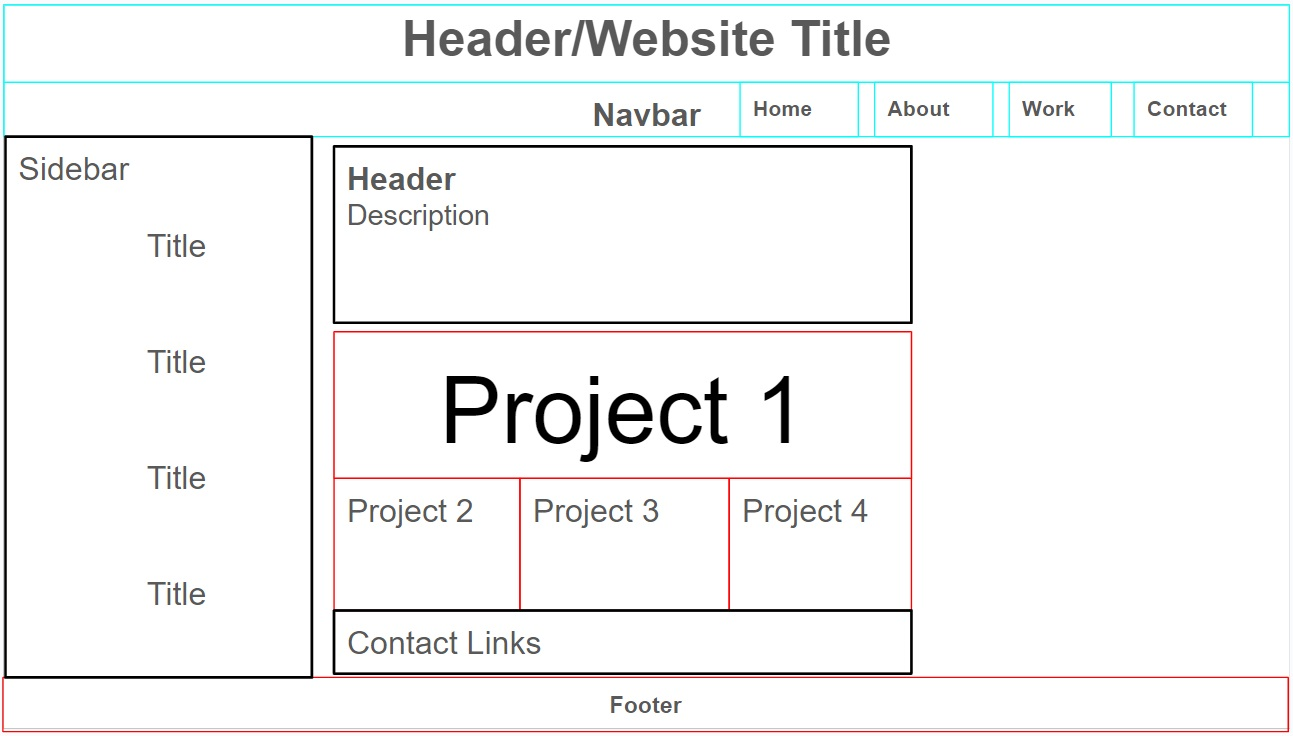 Header/Website Title
Navbar
Home
About
Work
Contact
Sidebar
Title
Title
Title
Title
Header
Description
Project 1
Project 2
Project 3
Project 4
Contact Links
Footer